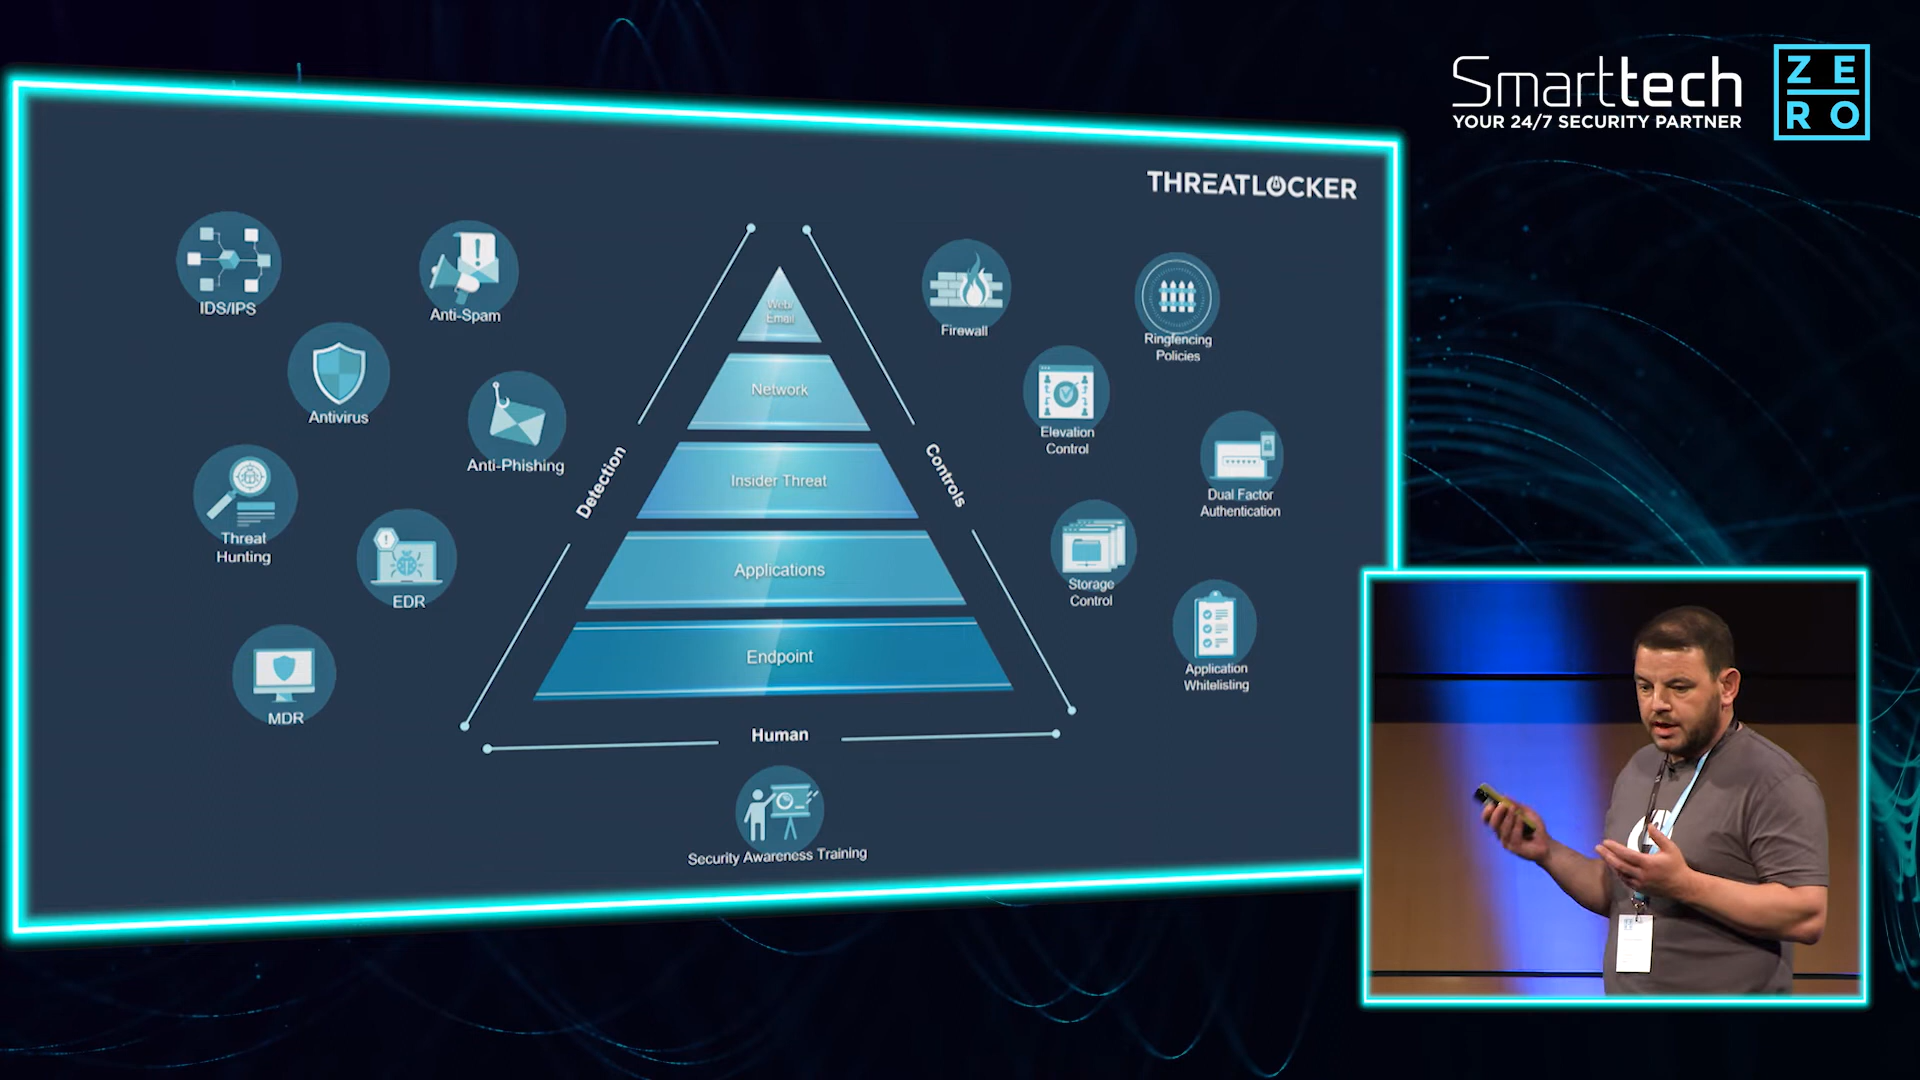 Smarttech
YOUR 24/7 SECURITY PARTNER
ZE
RO
THREATLOCKER
IDS/IPS
Anti-Spam
Antivirus
Anti-Phishing
Threat
Hunting
EDR
MDR
Detection
Web/
Email
Network
Insider Threat
Applications
Endpoint
Controls
Human
Security Awareness Training
Firewall
Ringfencing
Policies
Elevation
Control
Dual Factor
Authentication
Storage
Control
Application
Whitelisting